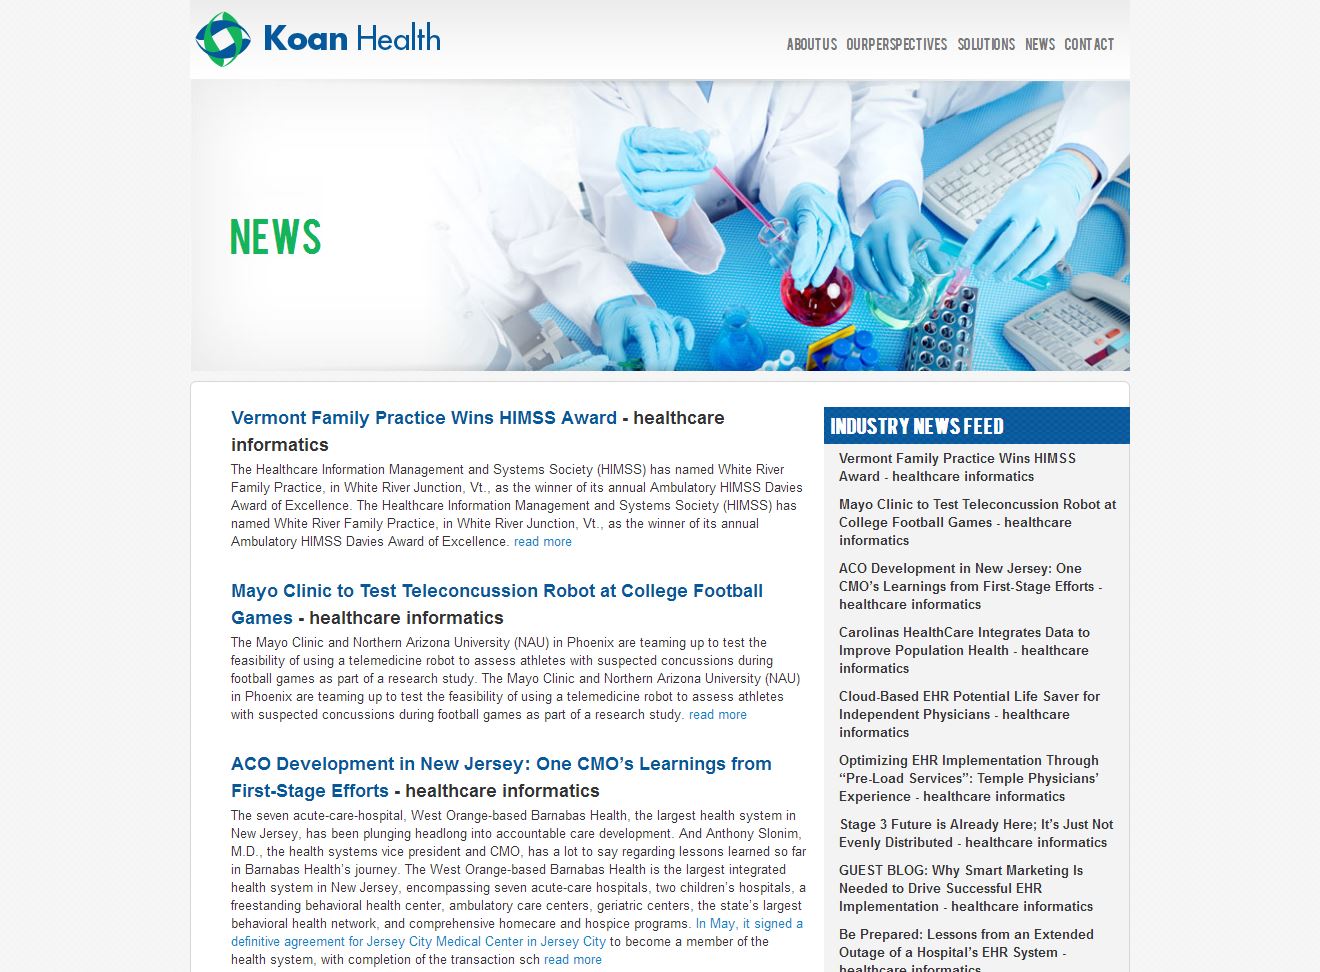 Koan Health
ABOUT US OUR PERSPECTIVES SOLUTIONS NEWS CONTACT
NEWS
Vermont Family Practice Wins HIMSS Award - healthcare
informatics
The Healthcare Information Management and Systems Society (HIMSS) has named White River
Family Practice, in White River Junction, Vt., as the winner of its annual Ambulatory HIMSS Davies
Award of Excellence. The Healthcare Information Management and Systems Society (HIMSS) has
named White River Family Practice, in White River Junction, Vt., as the winner of its annual
Ambulatory HIMSS Davies Award of Excellence. read more
Mayo Clinic to Test Teleconcussion Robot at College Football
Games - healthcare informatics
The Mayo Clinic and Northern Arizona University (NAU) in Phoenix are teaming up to test the
feasibility of using a telemedicine robot to assess athletes with suspected concussions during
football games as part of a research study. The Mayo Clinic and Northern Arizona University (NAU)
in Phoenix are teaming up to test the feasibility of using a telemedicine robot to assess athletes
with suspected concussions during football games as part of a research study. read more
ACO Development in New Jersey: One CMO’s Learnings from
First-Stage Efforts - healthcare informatics
The seven acute-care-hospital, West Orange-based Barnabas Health, the largest health system in
New Jersey, has been plunging headlong into accountable care development. And Anthony Slonim,
M.D., the health systems vice president and CMO, has a lot to say regarding lessons learned so far
in Barnabas Health’s journey. The West Orange-based Barnabas Health is the largest integrated
health system in New Jersey, encompassing seven acute-care hospitals, two children’s hospitals, a
freestanding behavioral health center, ambulatory care centers, geriatric centers, the state’s largest
behavioral health network, and comprehensive homecare and hospice programs. In May, it signed a
definitive agreement for Jersey City Medical Center in Jersey City to become a member of the
health system, with completion of the transaction sch read more
INDUSTRY NEWS FEED
Vermont Family Practice Wins HIMSS
Award - healthcare informatics
Mayo Clinic to Test Teleconcussion Robot at
College Football Games - healthcare
informatics
ACO Development in New Jersey: One
CMO’s Learnings from First-Stage Efforts -
healthcare informatics
Carolinas HealthCare Integrates Data to
Improve Population Health - healthcare
informatics
Cloud-Based EHR Potential Life Saver for
Independent Physicians - healthcare
informatics
Optimizing EHR Implementation Through
“Pre-Load Services”: Temple Physicians’
Experience - healthcare informatics
Stage 3 Future is Already Here; It’s Just Not
Evenly Distributed - healthcare informatics
GUEST BLOG: Why Smart Marketing Is
Needed to Drive Successful EHR
Implementation - healthcare informatics
Be Prepared: Lessons from an Extended
Outage of a Hospital’s EHR System -
healthcare informatics